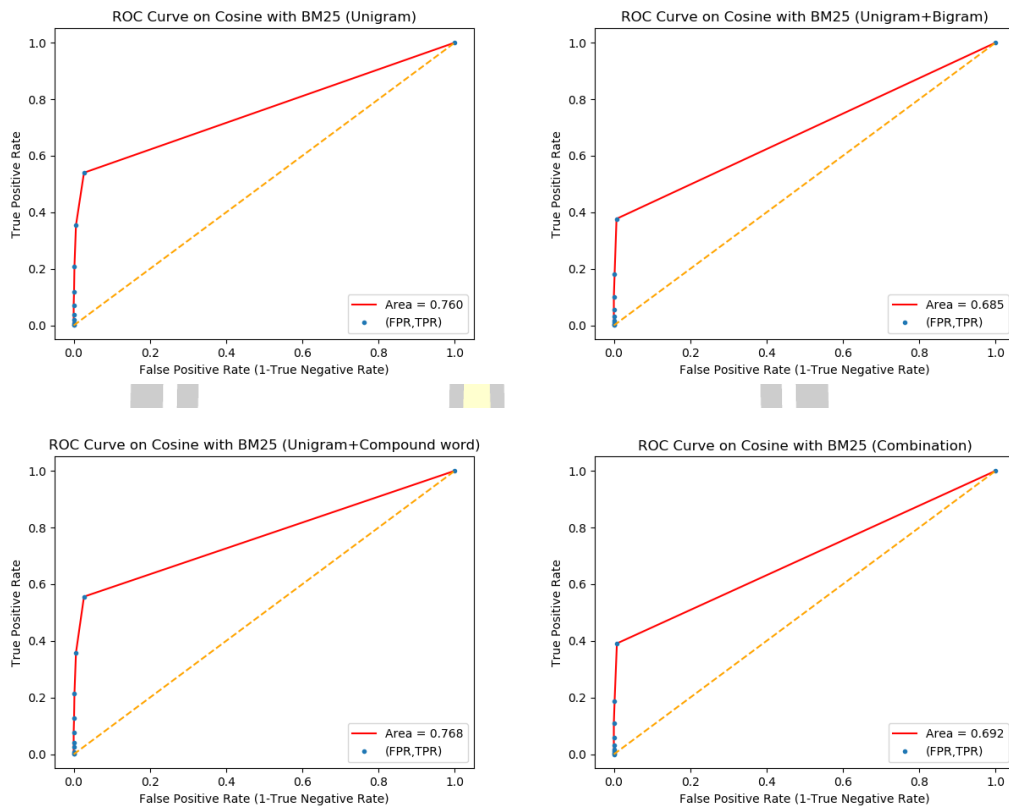 ROC Curve on Cosine with BM25 (Unigram)
1.0
0.8
0.6
0.4
0.2
0.0
True Positive Rate
Area = 0.760
(FPR,TPR)
0.0 0.2 0.4 0.6 0.8 1.0
False Positive Rate (1-True Negative Rate)
ROC Curve on Cosine with BM25 (Unigram+Bigram)
1.0
0.8
0.6
0.4
0.2
0.0
True Positive Rate
Area = 0.685
(FPR,TPR)
0.0 0.2 0.4 0.6 0.8 1.0
False Positive Rate (1-True Negative Rate)
ROC Curve on Cosine with BM25 (Unigram+Compound word)
1.0
0.8
0.6
0.4
0.2
0.0
True Positive Rate
Area = 0.768
(FPR,TPR)
0.0 0.2 0.4 0.6 0.8 1.0
False Positive Rate (1-True Negative Rate)
ROC Curve on Cosine with BM25 (Combination)
1.0
0.8
0.6
0.4
0.2
0.0
True Positive Rate
Area = 0.692
(FPR,TPR)
0.0 0.2 0.4 0.6 0.8 1.0
False Positive Rate (1-True Negative Rate)